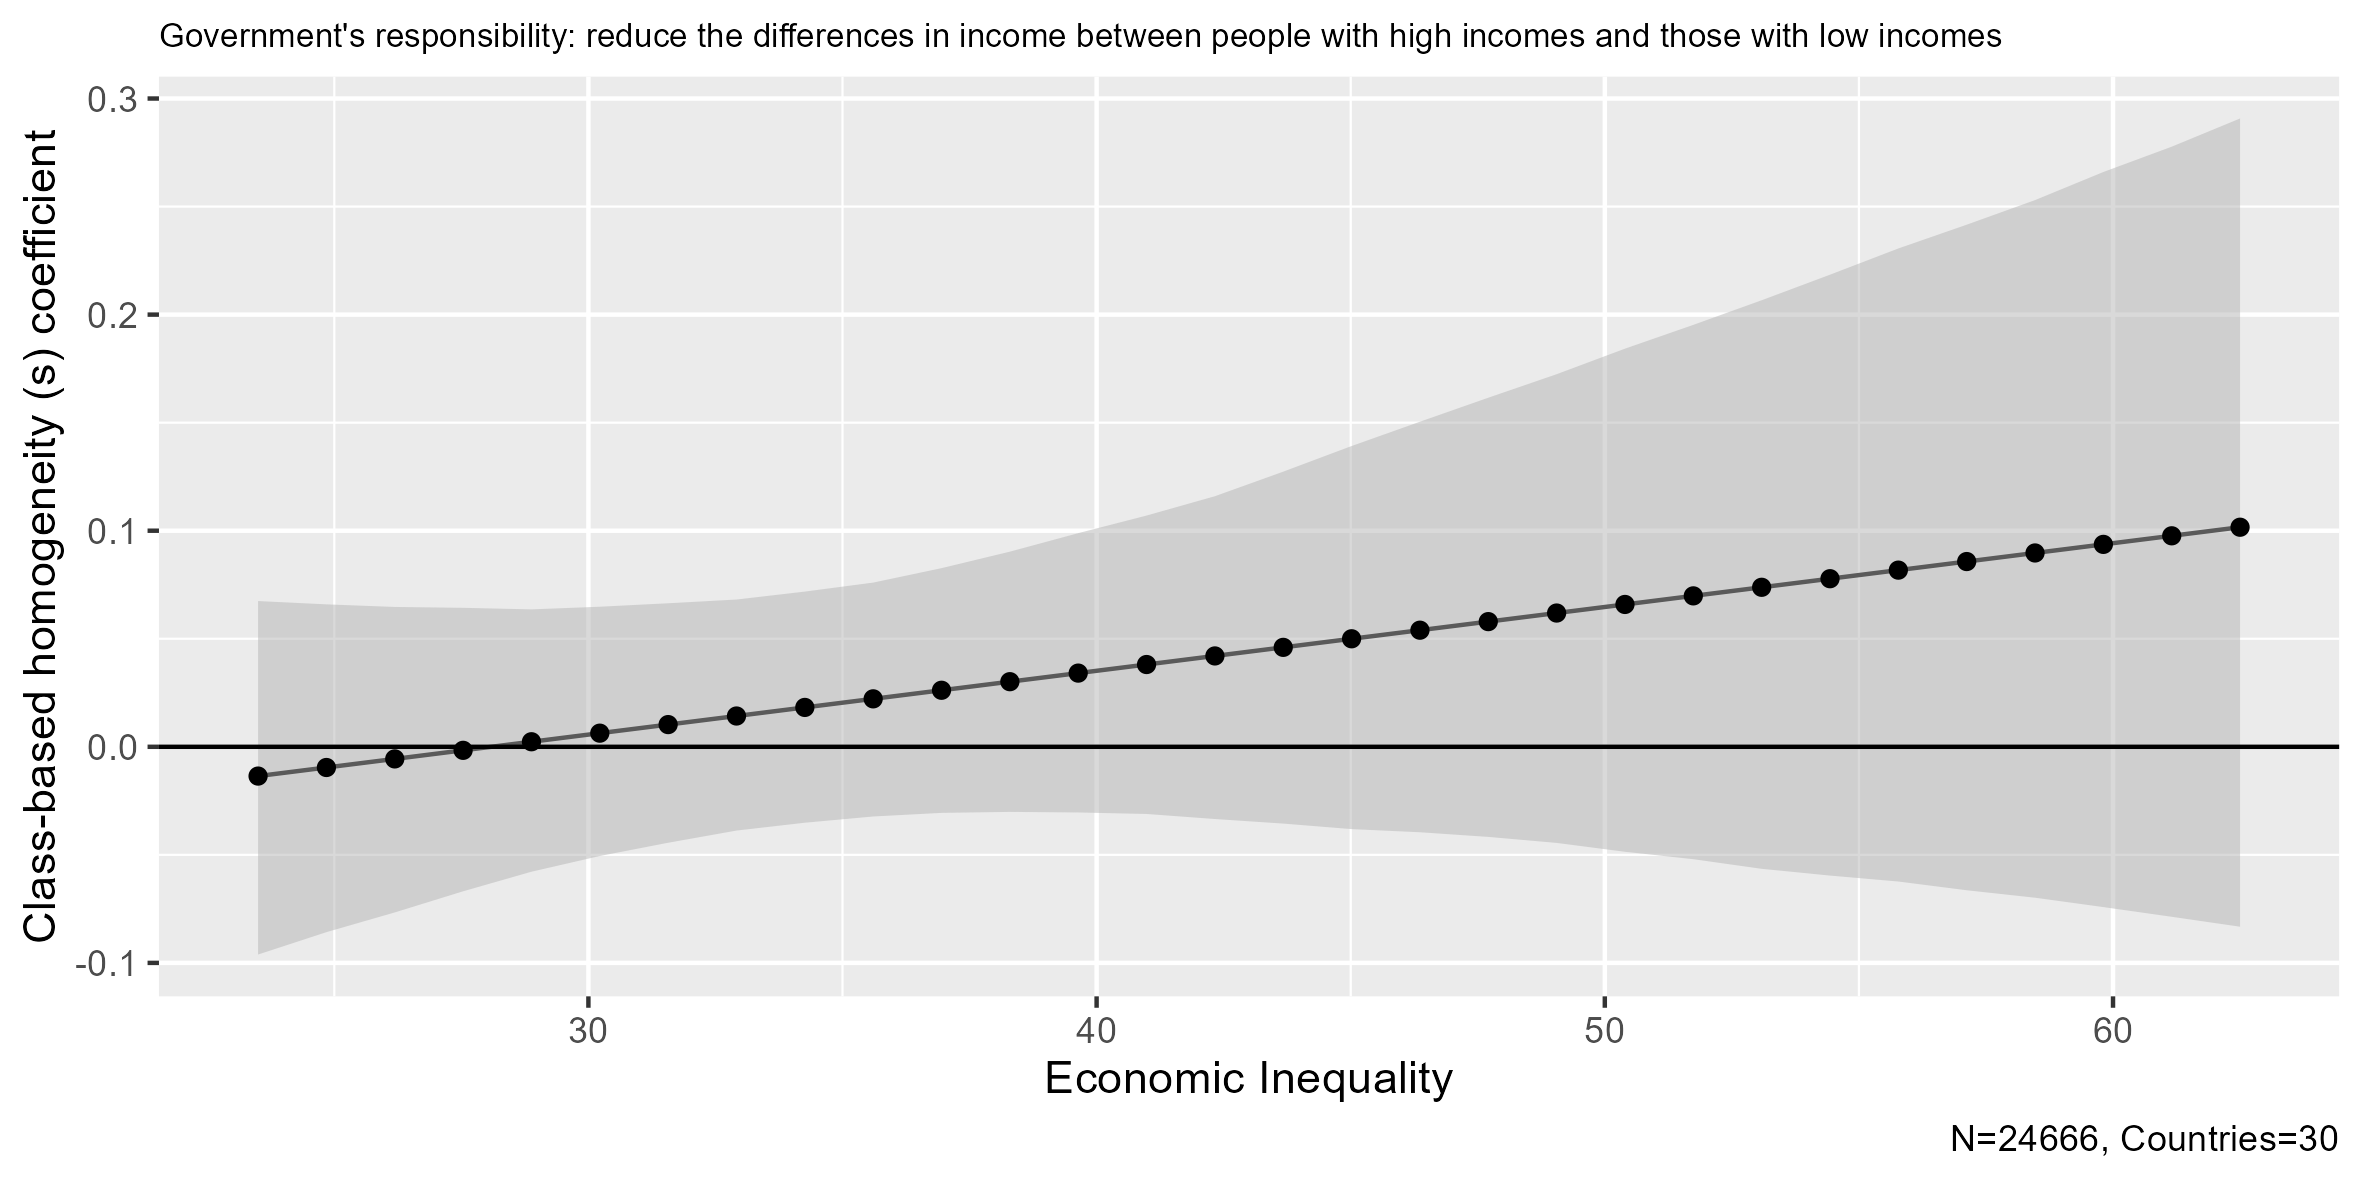 Government's responsibility: reduce the differences in income between people with high incomes and those with low incomes
Class-based homogeneity (s) coefficient
0.3
0.2
0.1
0.0
-0.1
30 40 50 60
Economic Inequality
N=24666, Countries=30